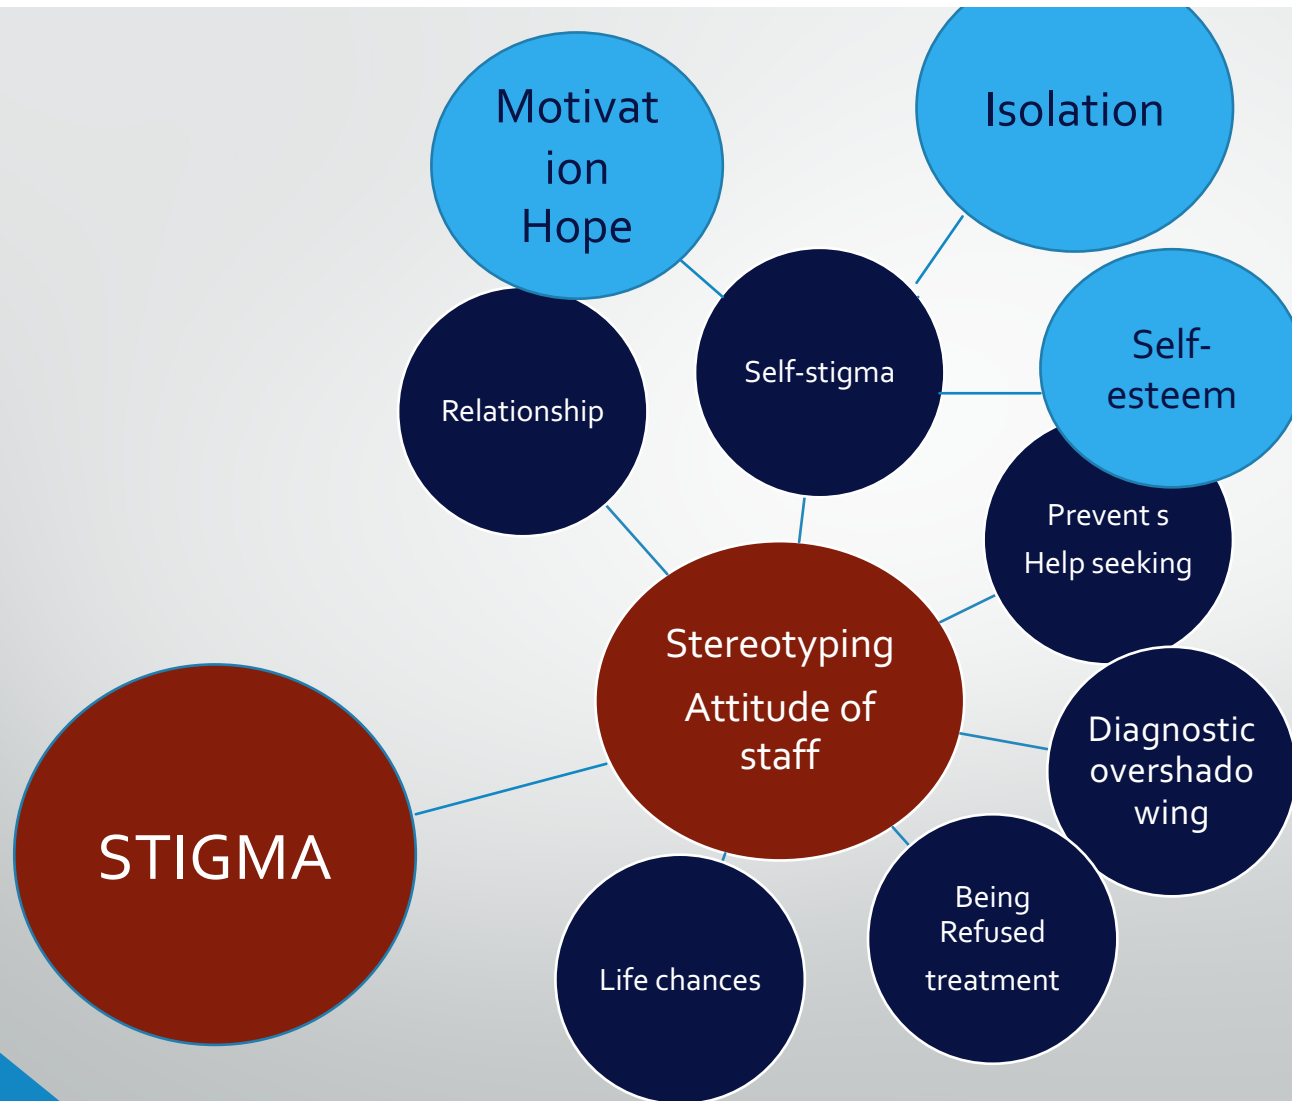 Motivat
ion
Hope
Isolation
Self-
esteem
Self-stigma
Relationship
Prevent s
Help seeking
Stereotyping
Attitude of
staff
Diagnostic
overshado
wing
STIGMA
Being
Refused
treatment
Life chances